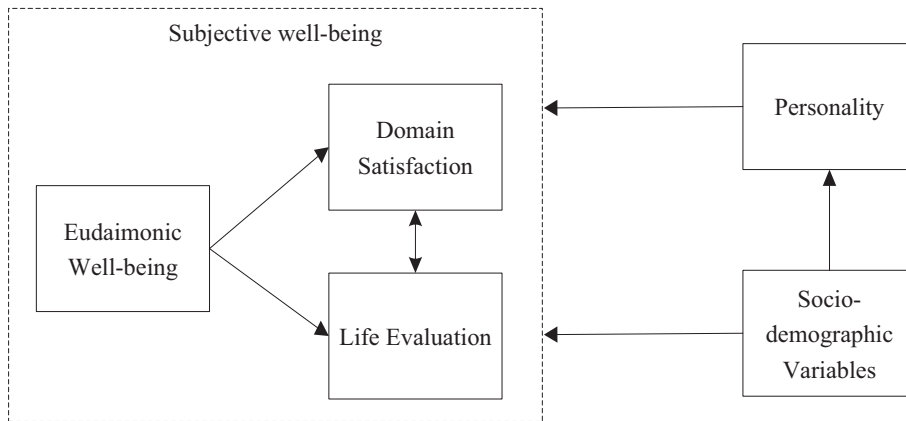 Subjective well-being
Domain
Satisfaction
Eudaimonic
Well-being
Life Evaluation
Personality
Socio-
demographic
Variables